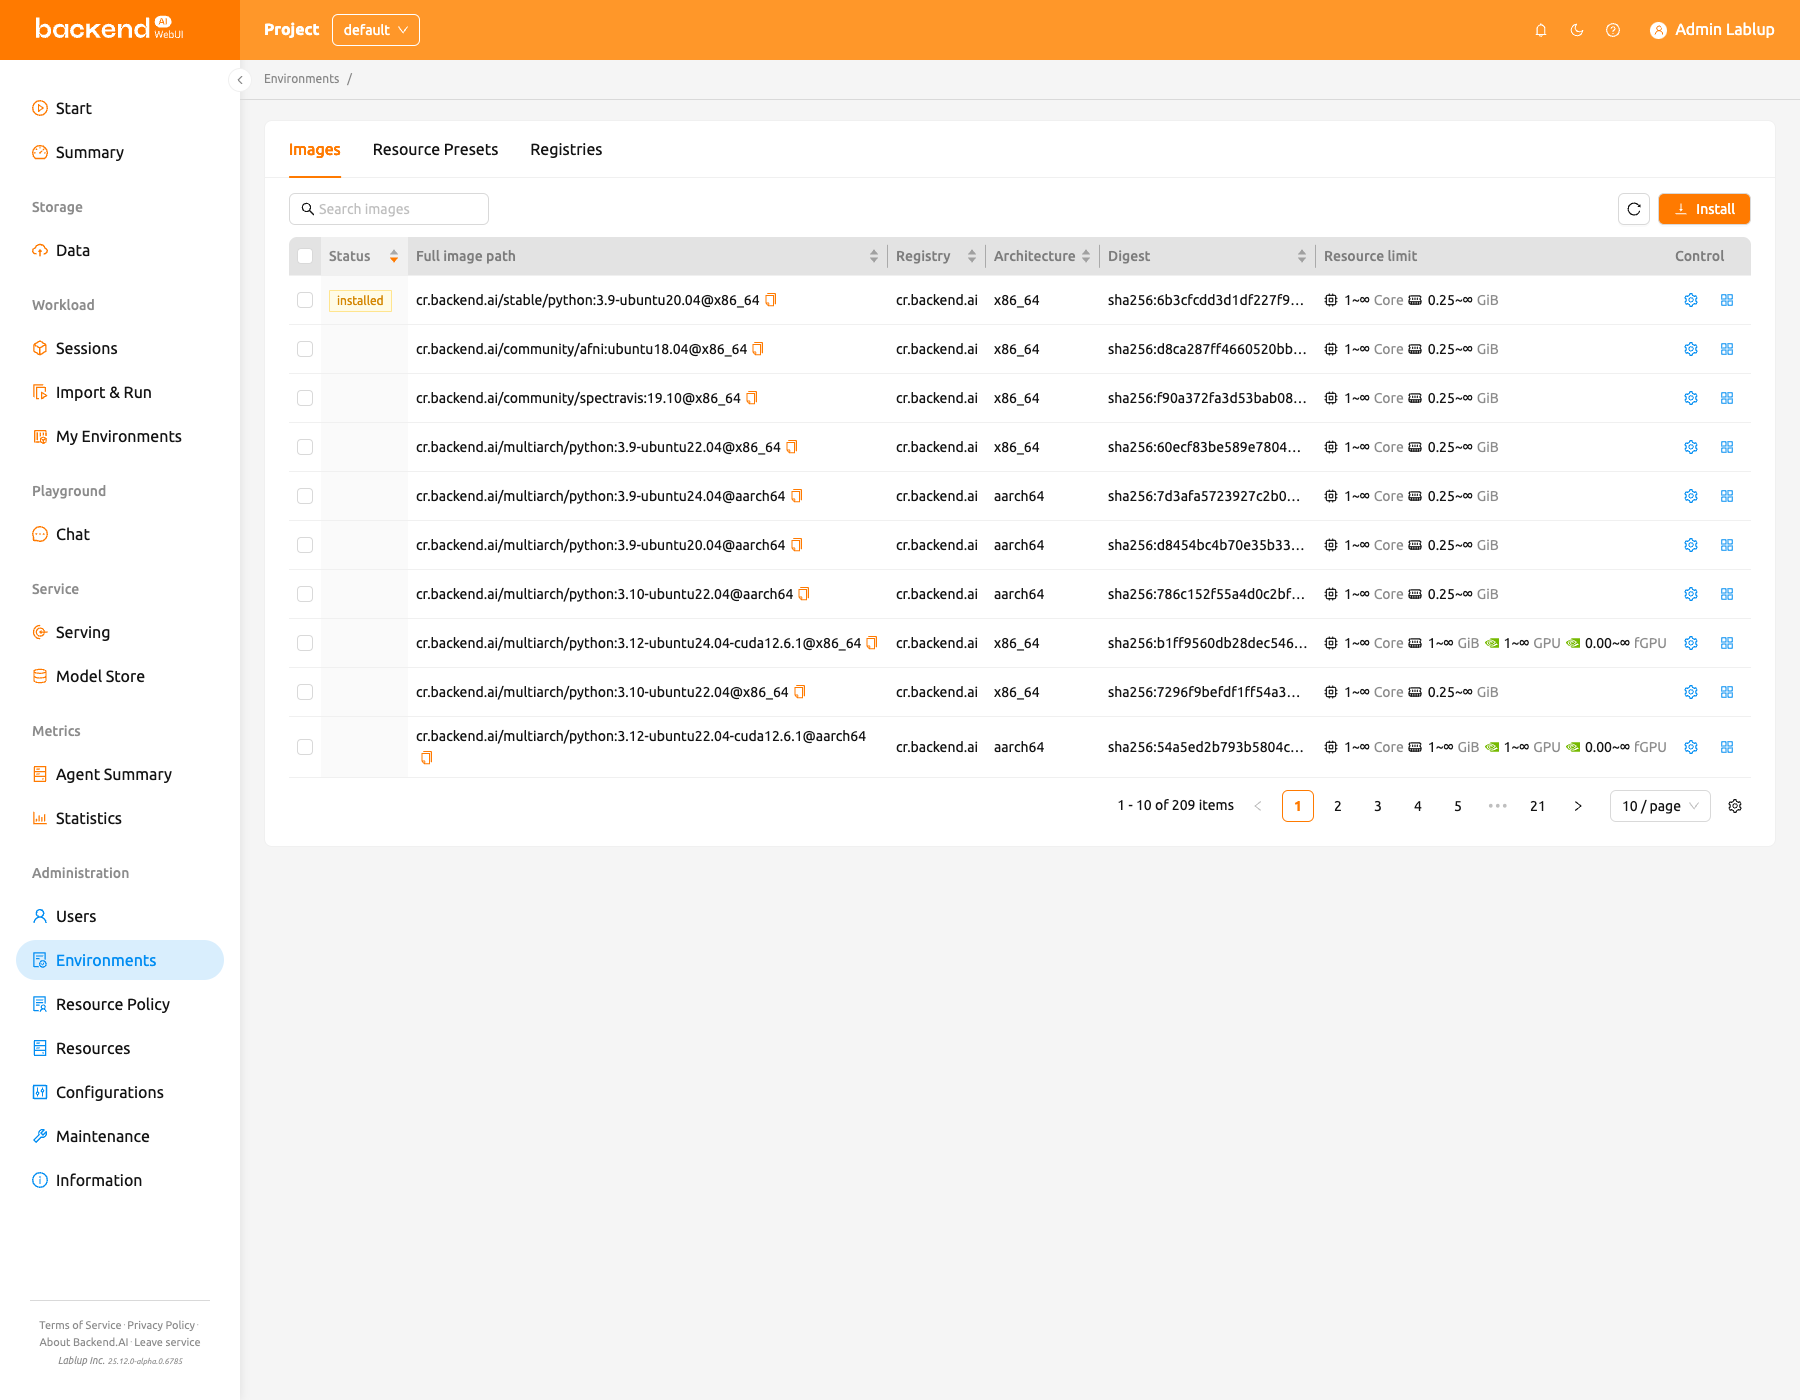 backend AI WebUI
Project default
Admin Lablup
Environments /
Start
Summary
Storage
Data
Workload
Sessions
Import & Run
My Environments
Playground
Chat
Service
Serving
Model Store
Metrics
Agent Summary
Statistics
Administration
Users
Environments
Resource Policy
Resources
Configurations
Maintenance
Information
Terms of Service · Privacy Policy ·
About Backend.AI · Leave service
Lablup Inc. 25.12.0-alpha.0.6785
Images Resource Presets Registries
Search images
Install
Status Full image path Registry Architecture Digest Resource limit Control
installed cr.backend.ai/stable/python:3.9-ubuntu20.04@x86_64 cr.backend.ai x86_64 sha256:6b3cfcdd3d1df227f9... 1~∞ Core 0.25~∞ GiB
cr.backend.ai/community/afni:ubuntu18.04@x86_64 cr.backend.ai x86_64 sha256:d8ca287ff4660520bb... 1~∞ Core 0.25~∞ GiB
cr.backend.ai/community/spectravis:19.10@x86_64 cr.backend.ai x86_64 sha256:f90a372fa3d53bab08... 1~∞ Core 0.25~∞ GiB
cr.backend.ai/multiarch/python:3.9-ubuntu22.04@x86_64 cr.backend.ai x86_64 sha256:60ecf83be589e7804... 1~∞ Core 0.25~∞ GiB
cr.backend.ai/multiarch/python:3.9-ubuntu24.04@aarch64 cr.backend.ai aarch64 sha256:7d3afa5723927c2b0... 1~∞ Core 0.25~∞ GiB
cr.backend.ai/multiarch/python:3.9-ubuntu20.04@aarch64 cr.backend.ai aarch64 sha256:d8454bc4b70e35b33... 1~∞ Core 0.25~∞ GiB
cr.backend.ai/multiarch/python:3.10-ubuntu22.04@aarch64 cr.backend.ai aarch64 sha256:786c152f55a4d0c2bf... 1~∞ Core 0.25~∞ GiB
cr.backend.ai/multiarch/python:3.12-ubuntu24.04-cuda12.6.1@x86_64 cr.backend.ai x86_64 sha256:b1ff9560db28dec546... 1~∞ Core 1~∞ GiB 1~∞ GPU 0.00~∞ fGPU
cr.backend.ai/multiarch/python:3.10-ubuntu22.04@x86_64 cr.backend.ai x86_64 sha256:7296f9befdf1ff54a3... 1~∞ Core 0.25~∞ GiB
cr.backend.ai/multiarch/python:3.12-ubuntu22.04-cuda12.6.1@aarch64 cr.backend.ai aarch64 sha256:54a5ed2b793b5804c... 1~∞ Core 1~∞ GiB 1~∞ GPU 0.00~∞ fGPU
1 - 10 of 209 items 1 2 3 4 5 ••• 21 10 / page